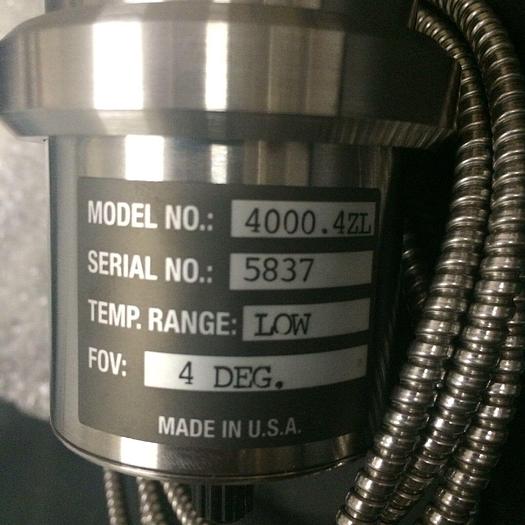 MODEL NO.: 4000.4ZL
SERIAL NO.: 5837
TEMP. RANGE: LOW
FOV: 4 DEG.
MADE IN U.S.A.